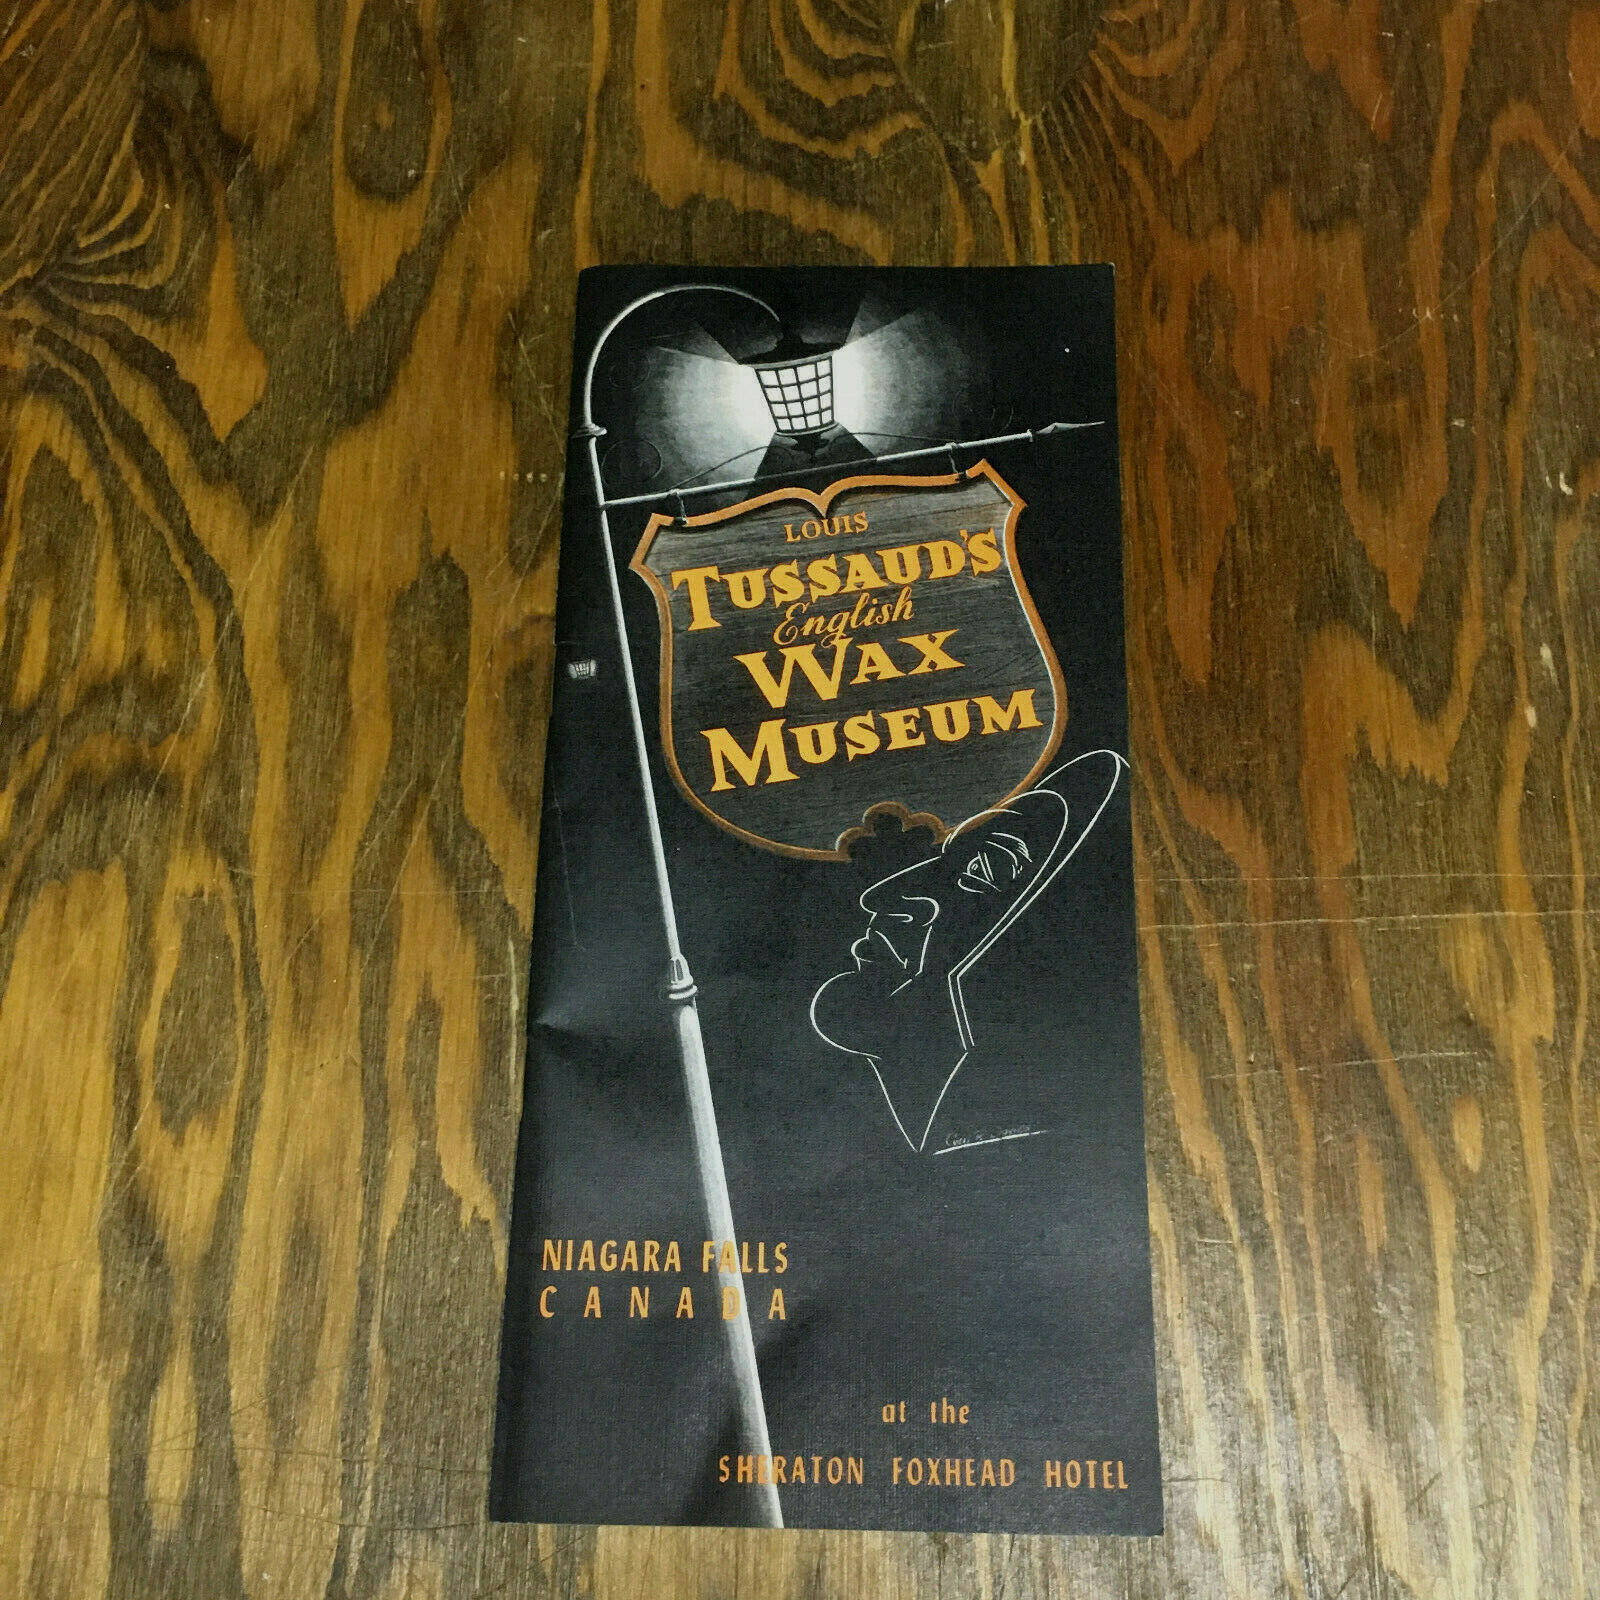 LOUIS
TUSSAUD'S
English
WAX
MUSEUM
NIAGARA FALLS
CANADA
at the
SHERATON FOXHEAD HOTEL